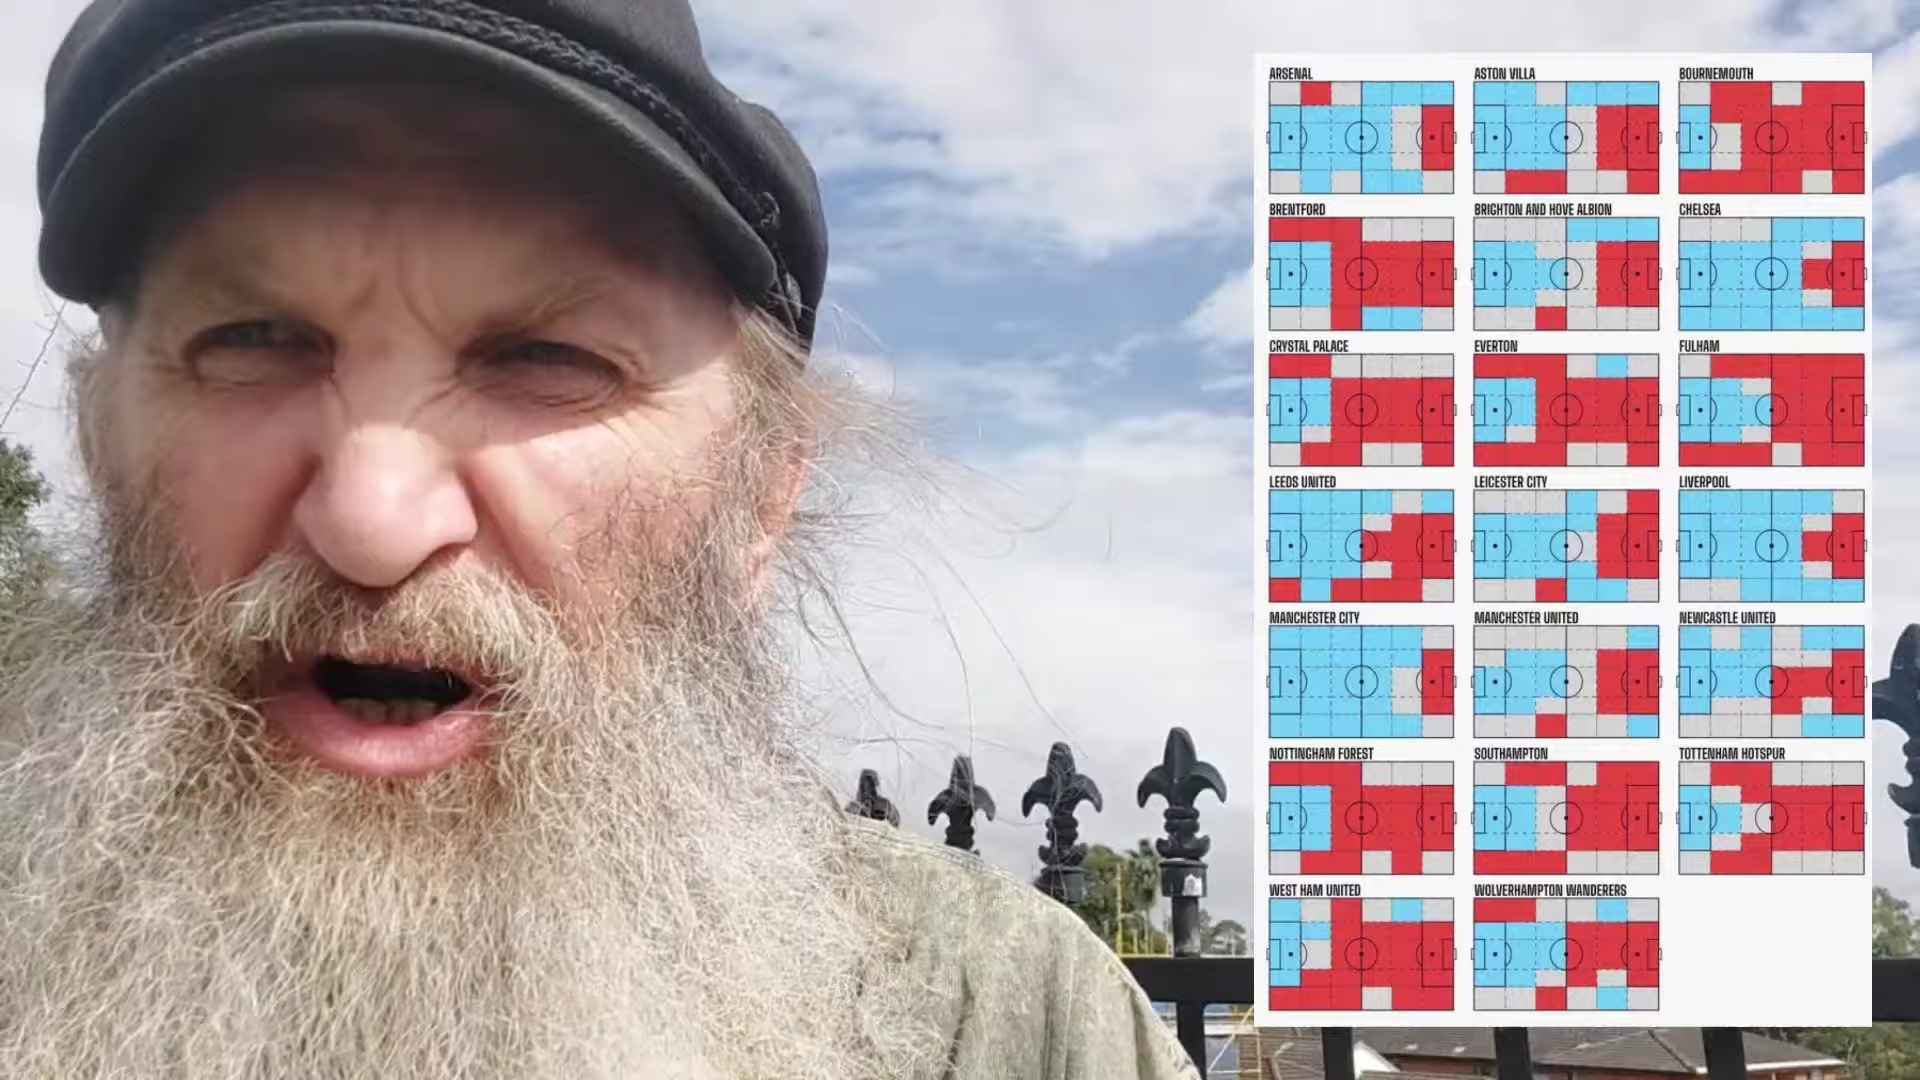 ARSENAL
ASTON VILLA
BOURNEMOUTH
BRENTFORD
BRIGHTON AND HOVE ALBION
CHELSEA
CRYSTAL PALACE
EVERTON
FULHAM
LEEDS UNITED
LEICESTER CITY
LIVERPOOL
MANCHESTER CITY
MANCHESTER UNITED
NEWCASTLE UNITED
NOTTINGHAM FOREST
SOUTHAMPTON
TOTTENHAM HOTSPUR
WEST HAM UNITED
WOLVERHAMPTON WANDERERS